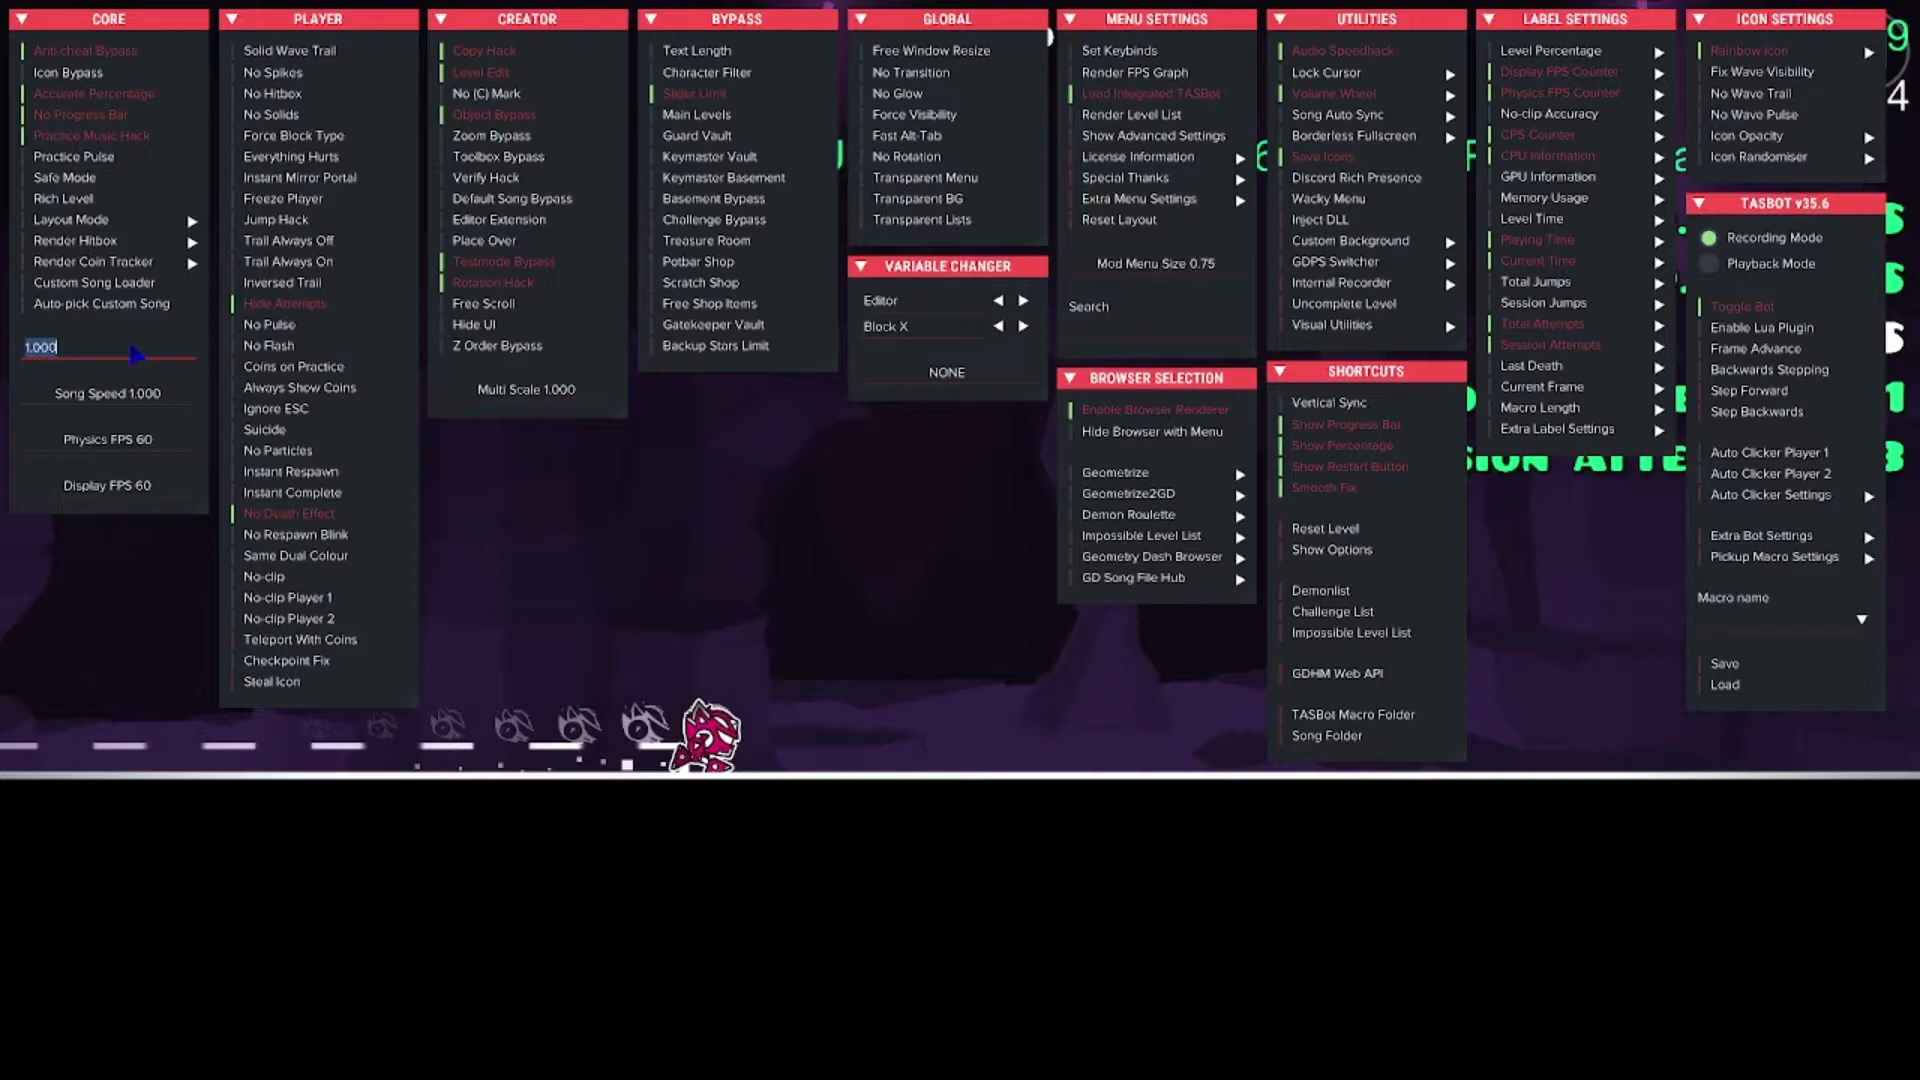 CORE
Anti-cheat Bypass
Icon Bypass
Accurate Percentage
No Progress Bar
Practice Music Hack
Practice Pulse
Safe Mode
Rich Level
Layout Mode
Render Hitbox
Render Coin Tracker
Custom Song Loader
Auto-pick Custom Song
1.000
Song Speed 1.000
Physics FPS 60
Display FPS 60
PLAYER
Solid Wave Trail
No Spikes
No Hitbox
No Solids
Force Block Type
Everything Hurts
Instant Mirror Portal
Freeze Player
Jump Hack
Trail Always Off
Trail Always On
Inversed Trail
Hide Attempts
No Pulse
No Flash
Coins on Practice
Always Show Coins
Ignore ESC
Suicide
No Particles
Instant Respawn
Instant Complete
No Death Effect
No Respawn Blink
Same Dual Colour
No-clip
No-clip Player 1
No-clip Player 2
Teleport With Coins
Checkpoint Fix
Steal Icon
CREATOR
Copy Hack
Level Edit
No (C) Mark
Object Bypass
Zoom Bypass
Toolbox Bypass
Verify Hack
Default Song Bypass
Editor Extension
Place Over
Testmode Bypass
Rotation Hack
Free Scroll
Hide UI
Z Order Bypass
Multi Scale 1.000
BYPASS
Text Length
Character Filter
Slider Limit
Main Levels
Guard Vault
Keymaster Vault
Keymaster Basement
Basement Bypass
Challenge Bypass
Treasure Room
Potbar Shop
Scratch Shop
Free Shop Items
Gatekeeper Vault
Backup Stars Limit
GLOBAL
Free Window Resize
No Transition
No Glow
Force Visibility
Fast Alt-Tab
No Rotation
Transparent Menu
Transparent BG
Transparent Lists
VARIABLE CHANGER
Editor
Block X
NONE
MENU SETTINGS
Set Keybinds
Render FPS Graph
Load Integrated TASBot
Render Level List
Show Advanced Settings
License Information
Special Thanks
Extra Menu Settings
Reset Layout
Mod Menu Size 0.75
Search
BROWSER SELECTION
Enable Browser Renderer
Hide Browser with Menu
Geometrize
Geometrize2GD
Demon Roulette
Impossible Level List
Geometry Dash Browser
GD Song File Hub
UTILITIES
Audio Speedhack
Lock Cursor
Volume Wheel
Song Auto Sync
Borderless Fullscreen
Save Icons
Discord Rich Presence
Wacky Menu
Inject DLL
Custom Background
GDPS Switcher
Internal Recorder
Uncomplete Level
Visual Utilities
SHORTCUTS
Vertical Sync
Show Progress Bar
Show Percentage
Show Restart Button
Smooth Fix
Reset Level
Show Options
Demonlist
Challenge List
Impossible Level List
GDHM Web API
TASBot Macro Folder
Song Folder
LABEL SETTINGS
Level Percentage
Display FPS Counter
Physics FPS Counter
No-clip Accuracy
CPS Counter
CPU Information
GPU Information
Memory Usage
Level Time
Playing Time
Current Time
Total Jumps
Session Jumps
Total Attempts
Session Attempts
Last Death
Current Frame
Macro Length
Extra Label Settings
ICON SETTINGS
Rainbow Icon
Fix Wave Visibility
No Wave Trail
No Wave Pulse
Icon Opacity
Icon Randomiser
TASBOT v35.6
Recording Mode
Playback Mode
Toggle Bot
Enable Lua Plugin
Frame Advance
Backwards Stepping
Step Forward
Step Backwards
Auto Clicker Player 1
Auto Clicker Player 2
Auto Clicker Settings
Extra Bot Settings
Pickup Macro Settings
Macro name
Save
Load
9
4
1